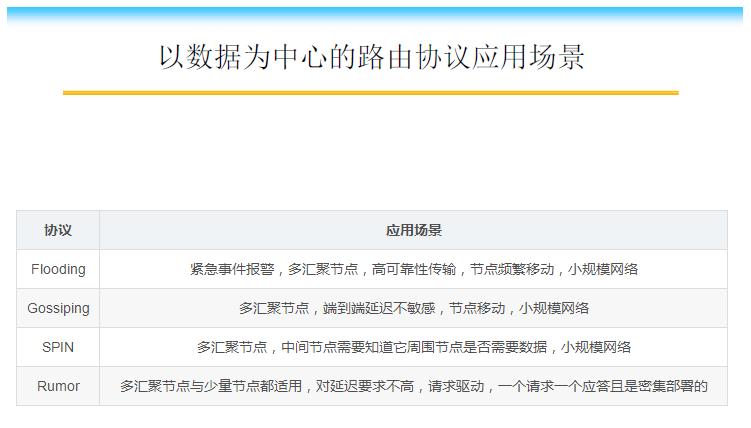 以数据为中心的路由协议应用场景
协议 应用场景
Flooding 紧急事件报警，多汇聚节点，高可靠性传输，节点频繁移动，小规模网络
Gossiping 多汇聚节点，端到端延迟不敏感，节点移动，小规模网络
SPIN 多汇聚节点，中间节点需要知道它周围节点是否需要数据，小规模网络
Rumor 多汇聚节点与少量节点都适用，对延迟要求不高，请求驱动，一个请求一个应答且是密集部署的